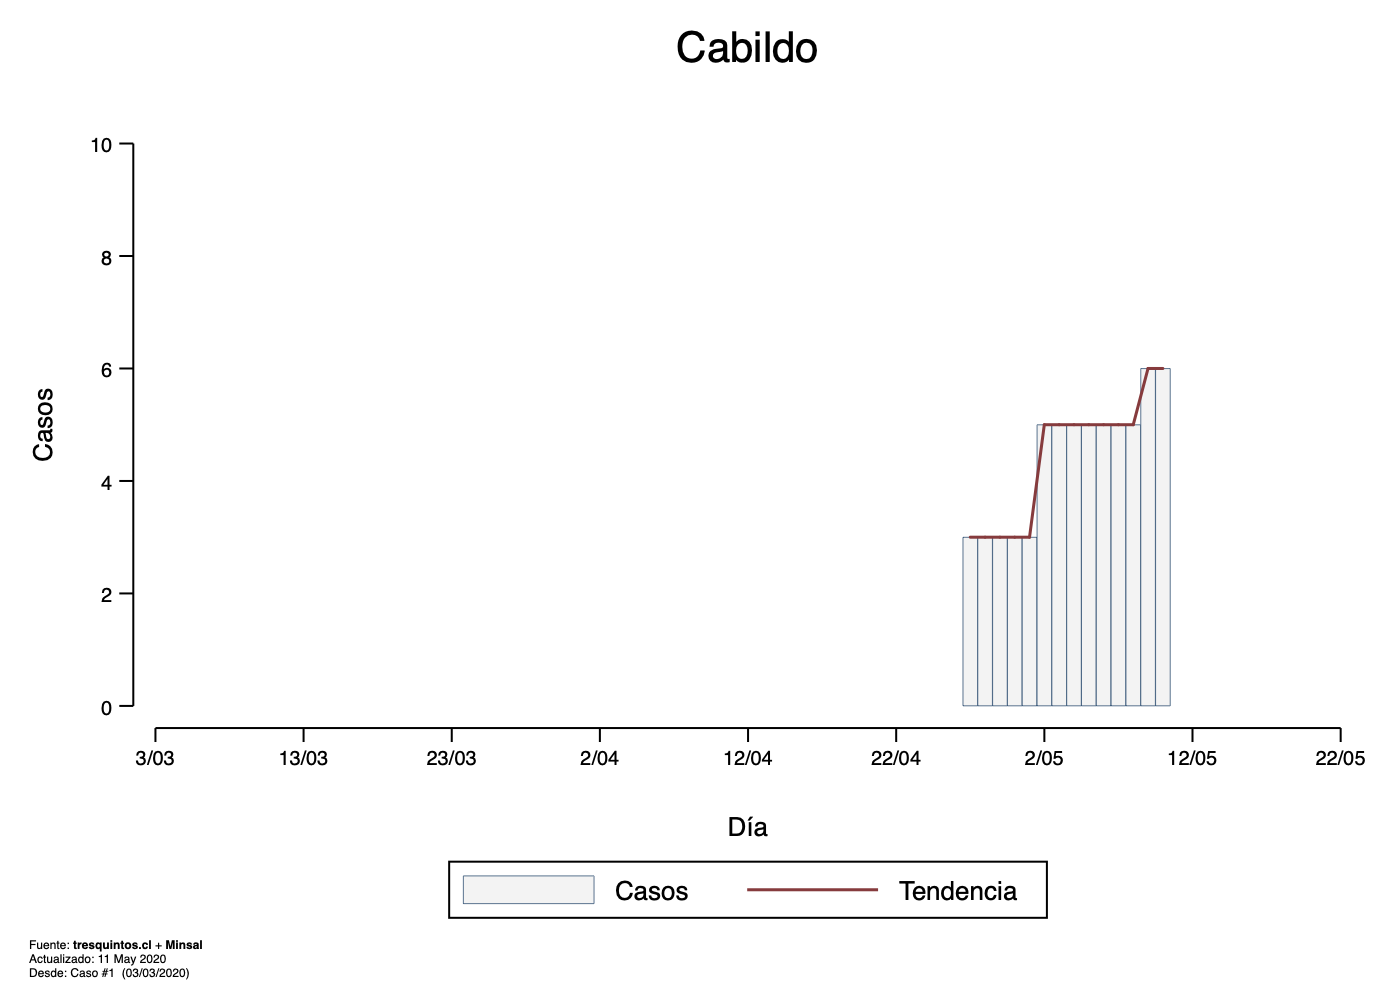 Cabildo
10
8
6
4
2
0
Casos
3/03 13/03 23/03 2/04 12/04 22/04 2/05 12/05 22/05
Día
Casos Tendencia
Fuente: tresquintos.cl + Minsal
Actualizado: 11 May 2020
Desde: Caso #1 (03/03/2020)